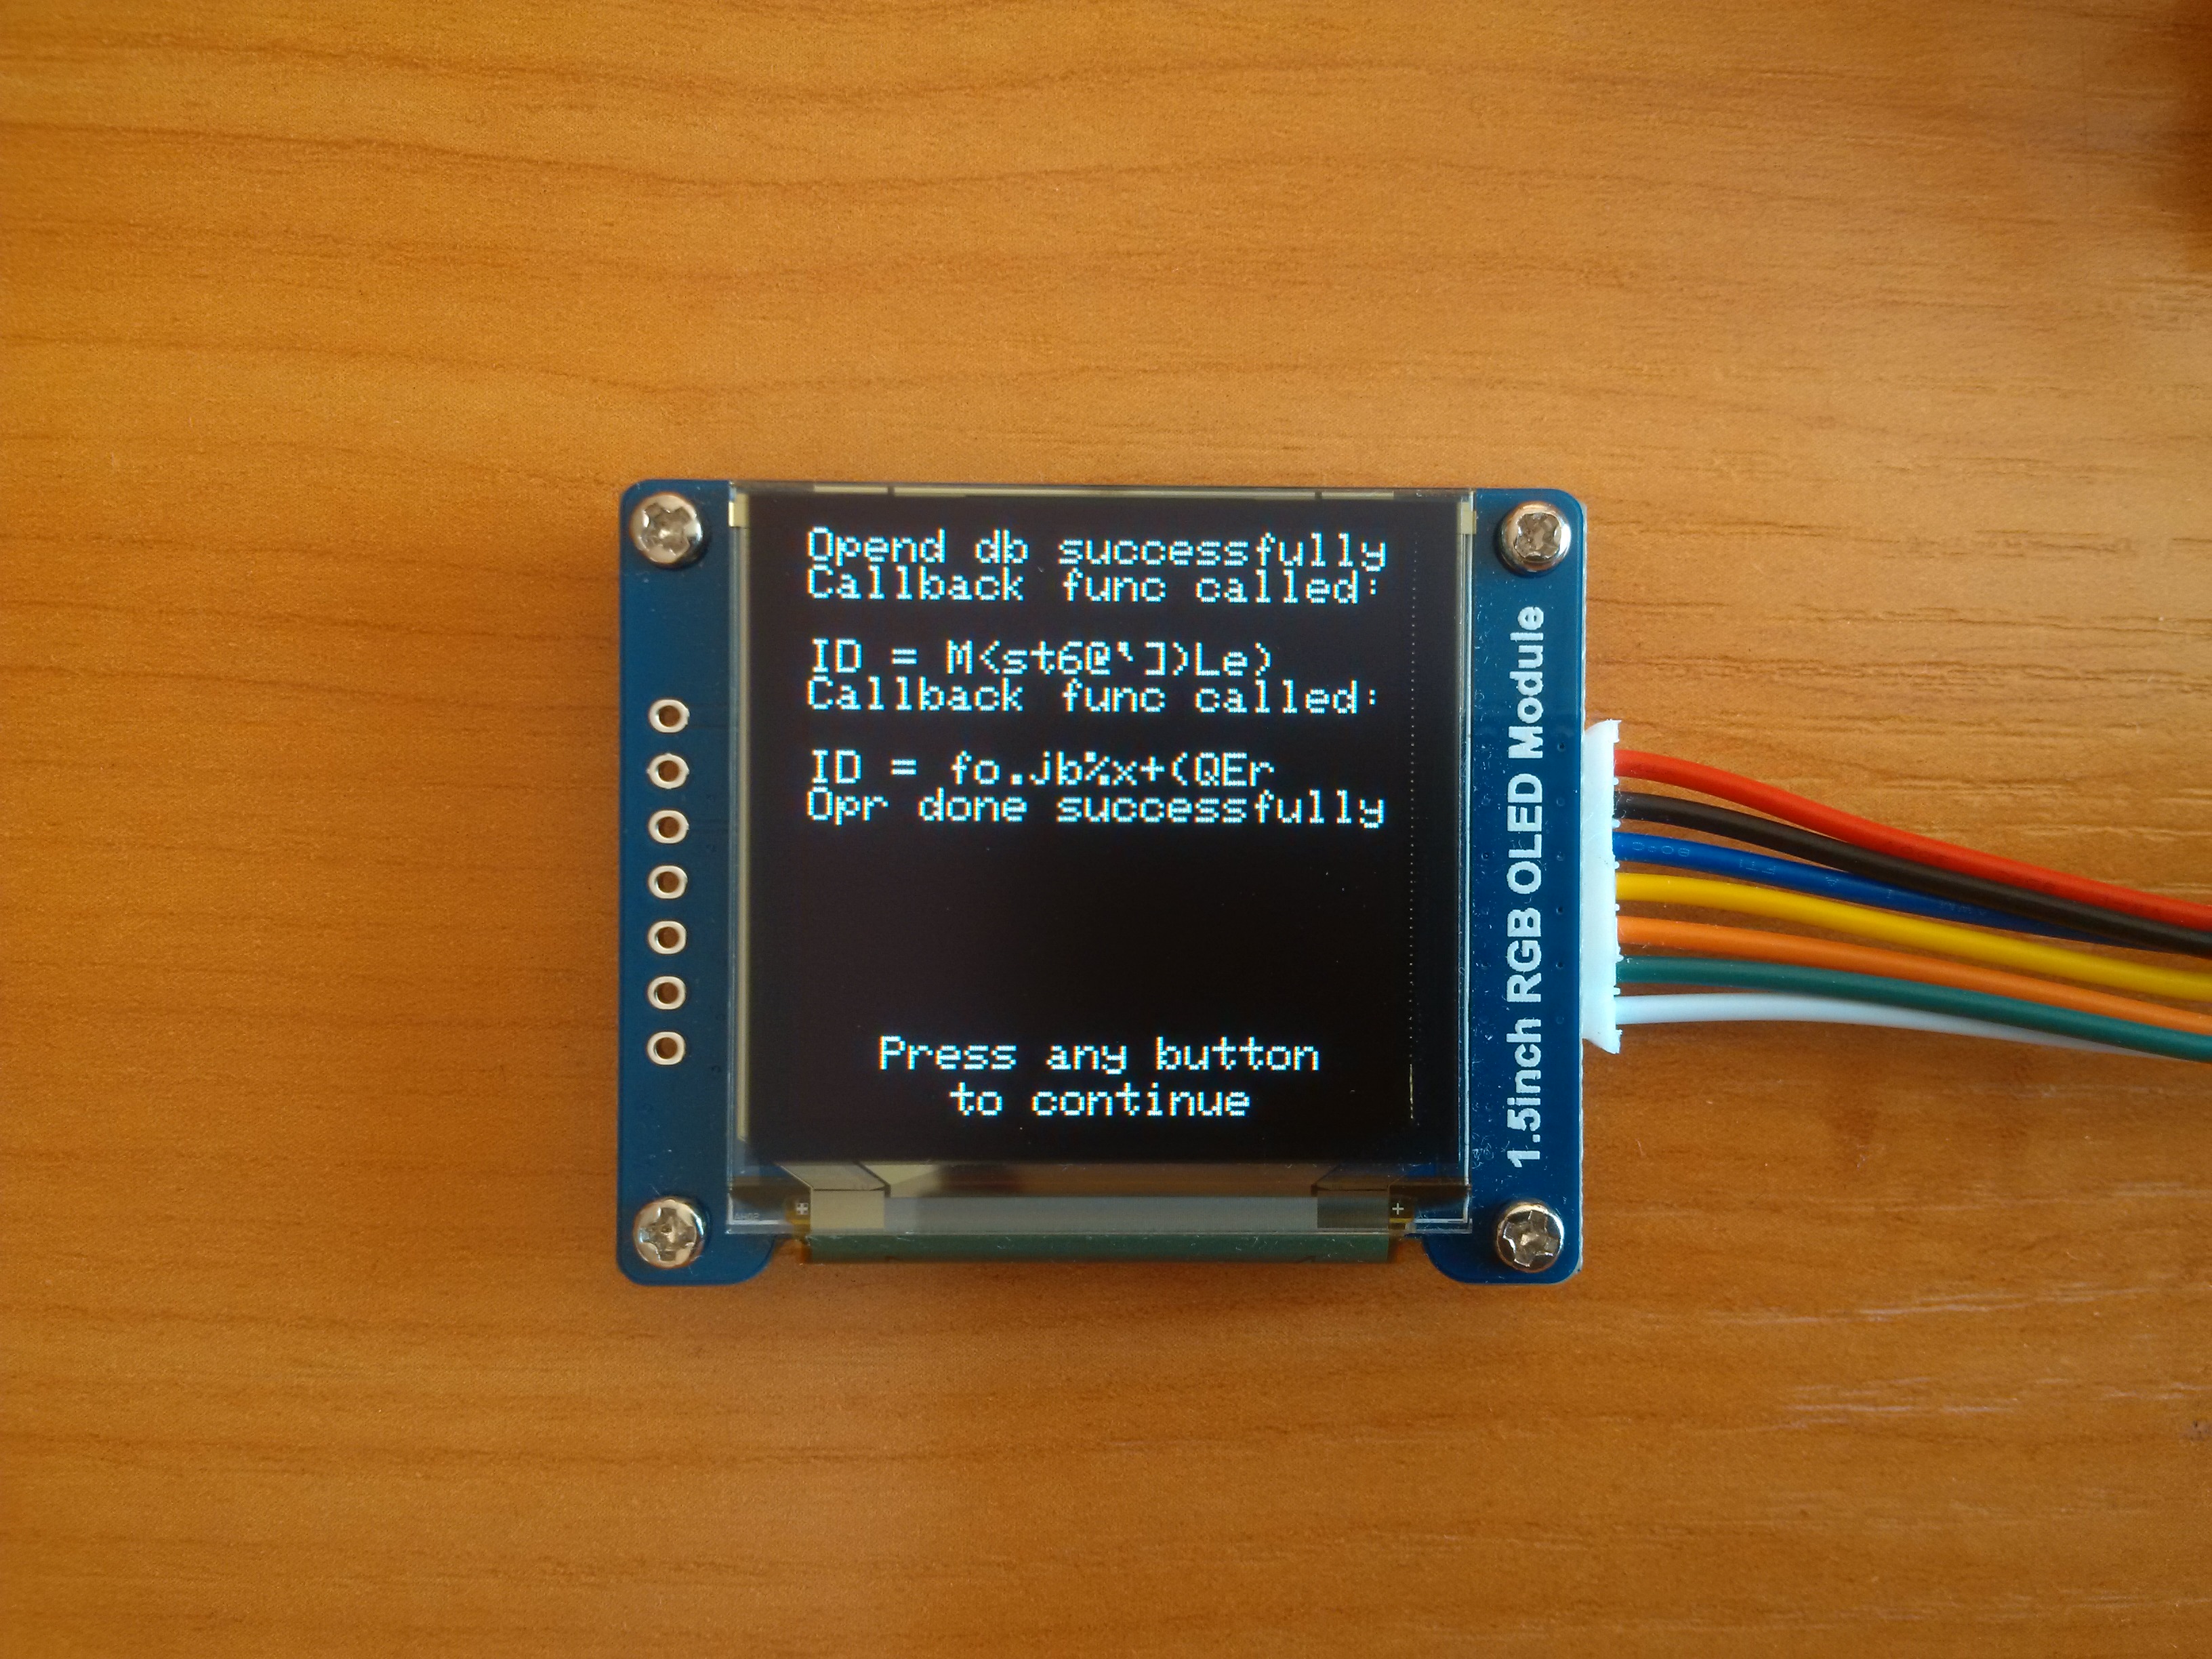 Opend db successfully
Callback func called:
ID = M<st6@`])Le)
Callback func called:
ID = fo.jb%x+(QEr
Opr done successfully
Press any button
to continue
1.5inch RGB OLED Module